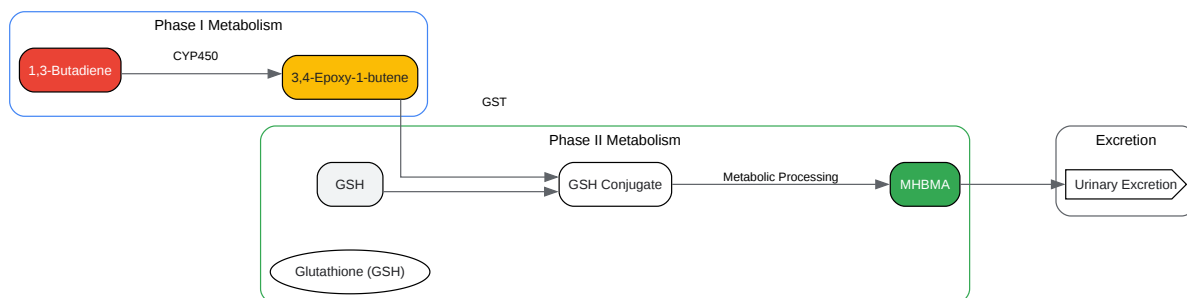 Phase I Metabolism
CYP450
1,3-Butadiene
3,4-Epoxy-1-butene
GST
Phase II Metabolism
Excretion
GSH
GSH Conjugate
Metabolic Processing
MHBMA
Urinary Excretion
Glutathione (GSH)